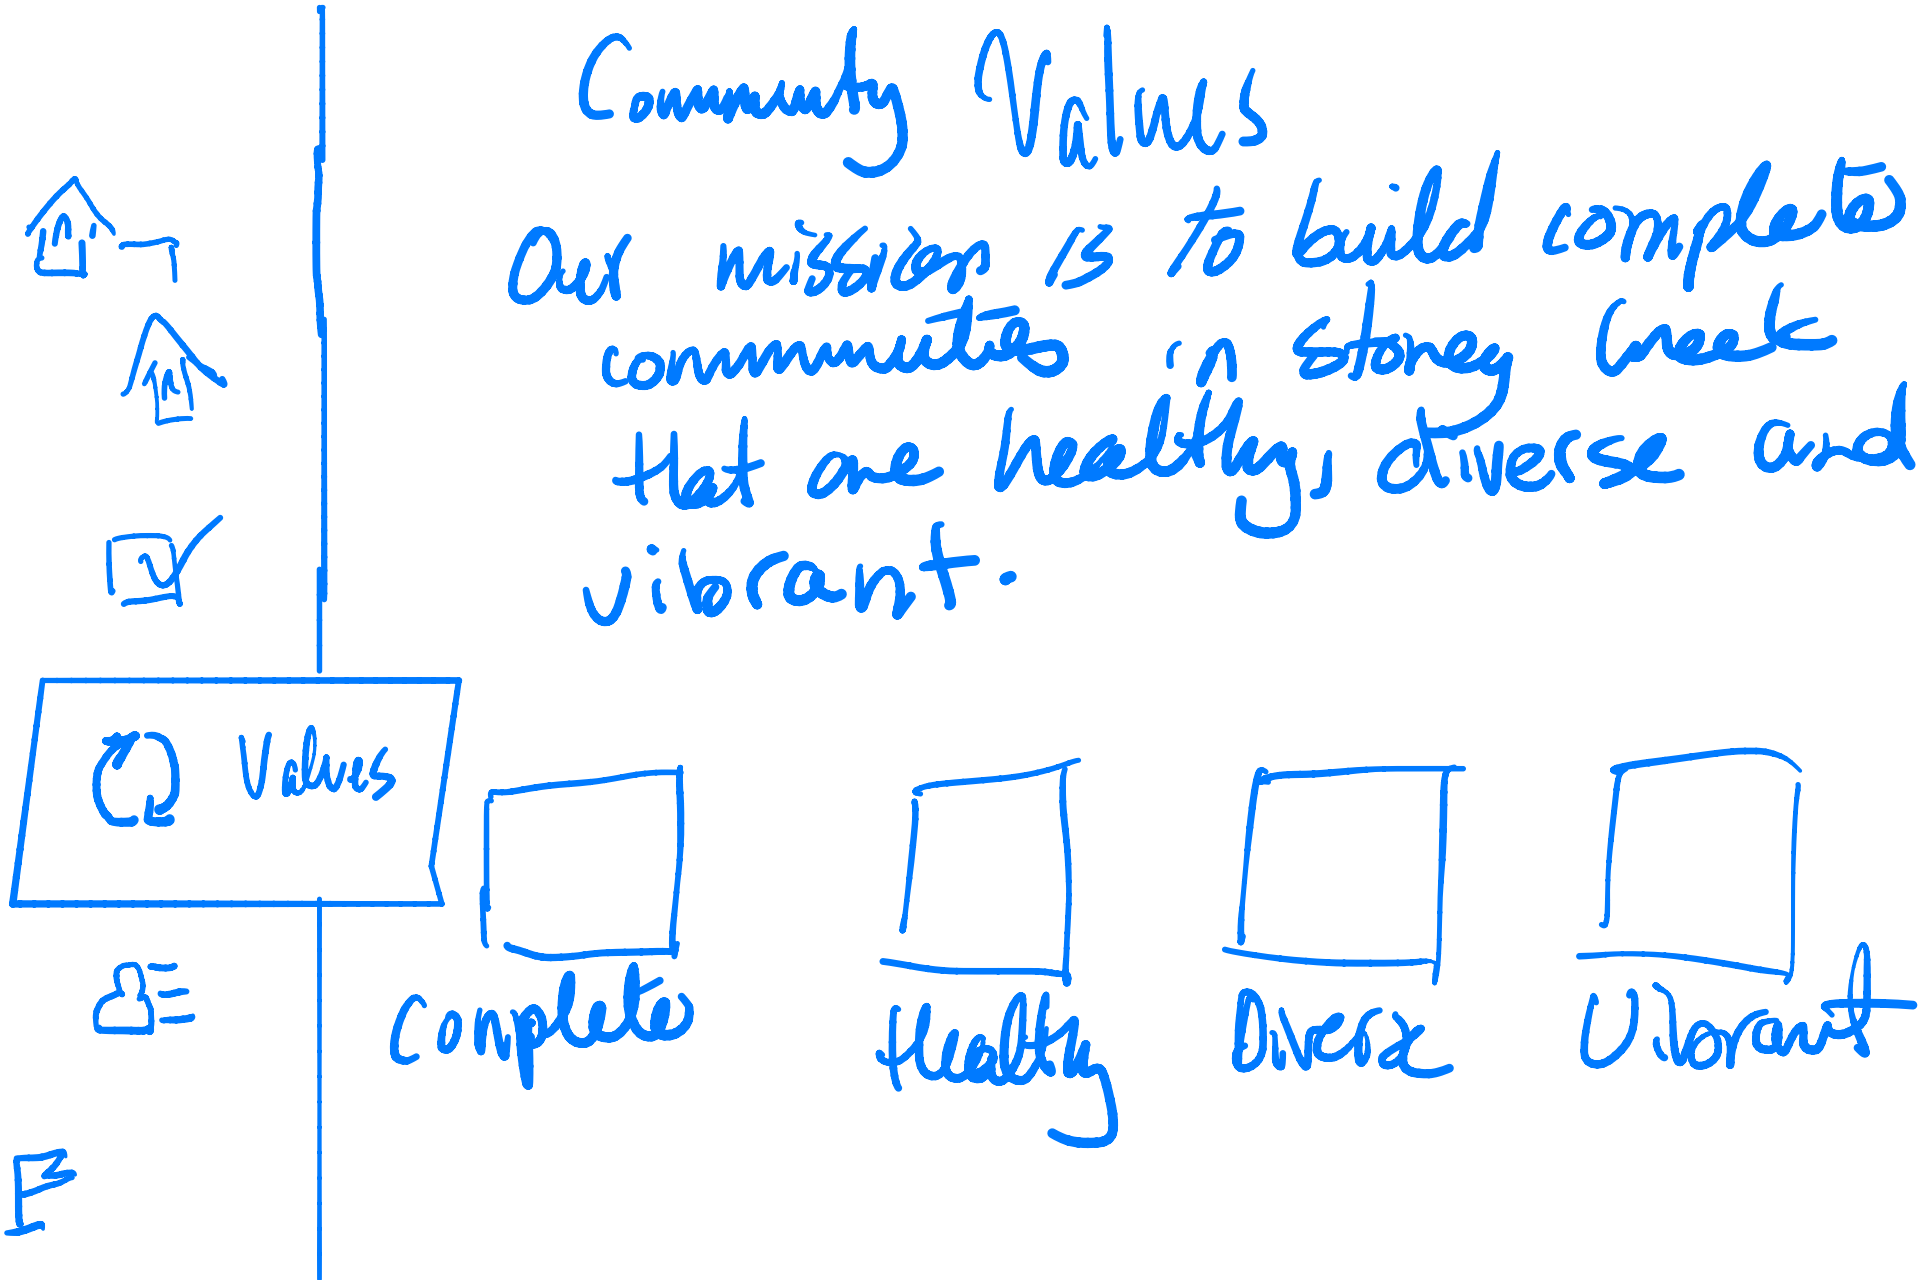 Community Values
Our mission is to build complete
communities in stoney creek
that are healthy, diverse and
vibrant.
Values
Complete
Healthy
Diverse
Vibrant